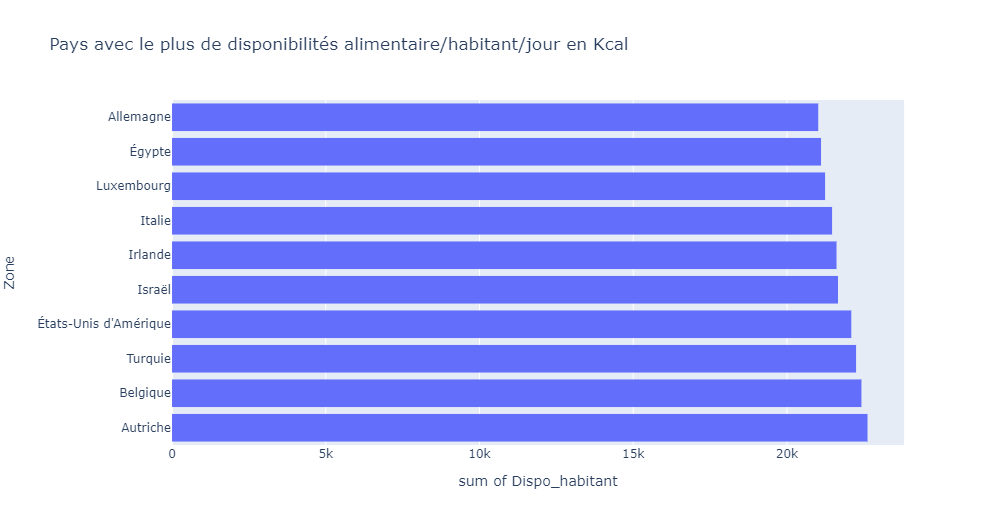 Pays avec le plus de disponibilités alimentaire/habitant/jour en Kcal
Zone
Allemagne
Égypte
Luxembourg
Italie
Irlande
Israël
États-Unis d'Amérique
Turquie
Belgique
Autriche
0 5k 10k 15k 20k
sum of Dispo_habitant